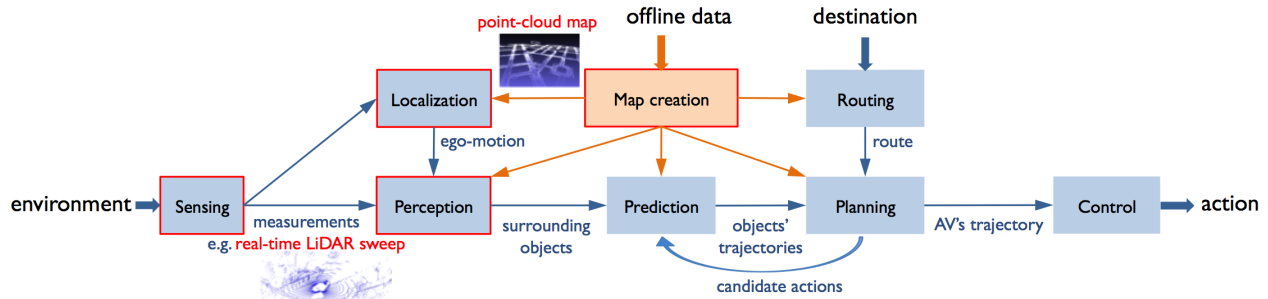 offline data
destination
point-cloud map
Localization
Map creation
Routing
ego-motion
route
environment
Sensing
Perception
Prediction
Planning
Control
action
measurements
e.g. real-time LiDAR sweep
surrounding
objects
objects'
trajectories
AV's trajectory
candidate actions